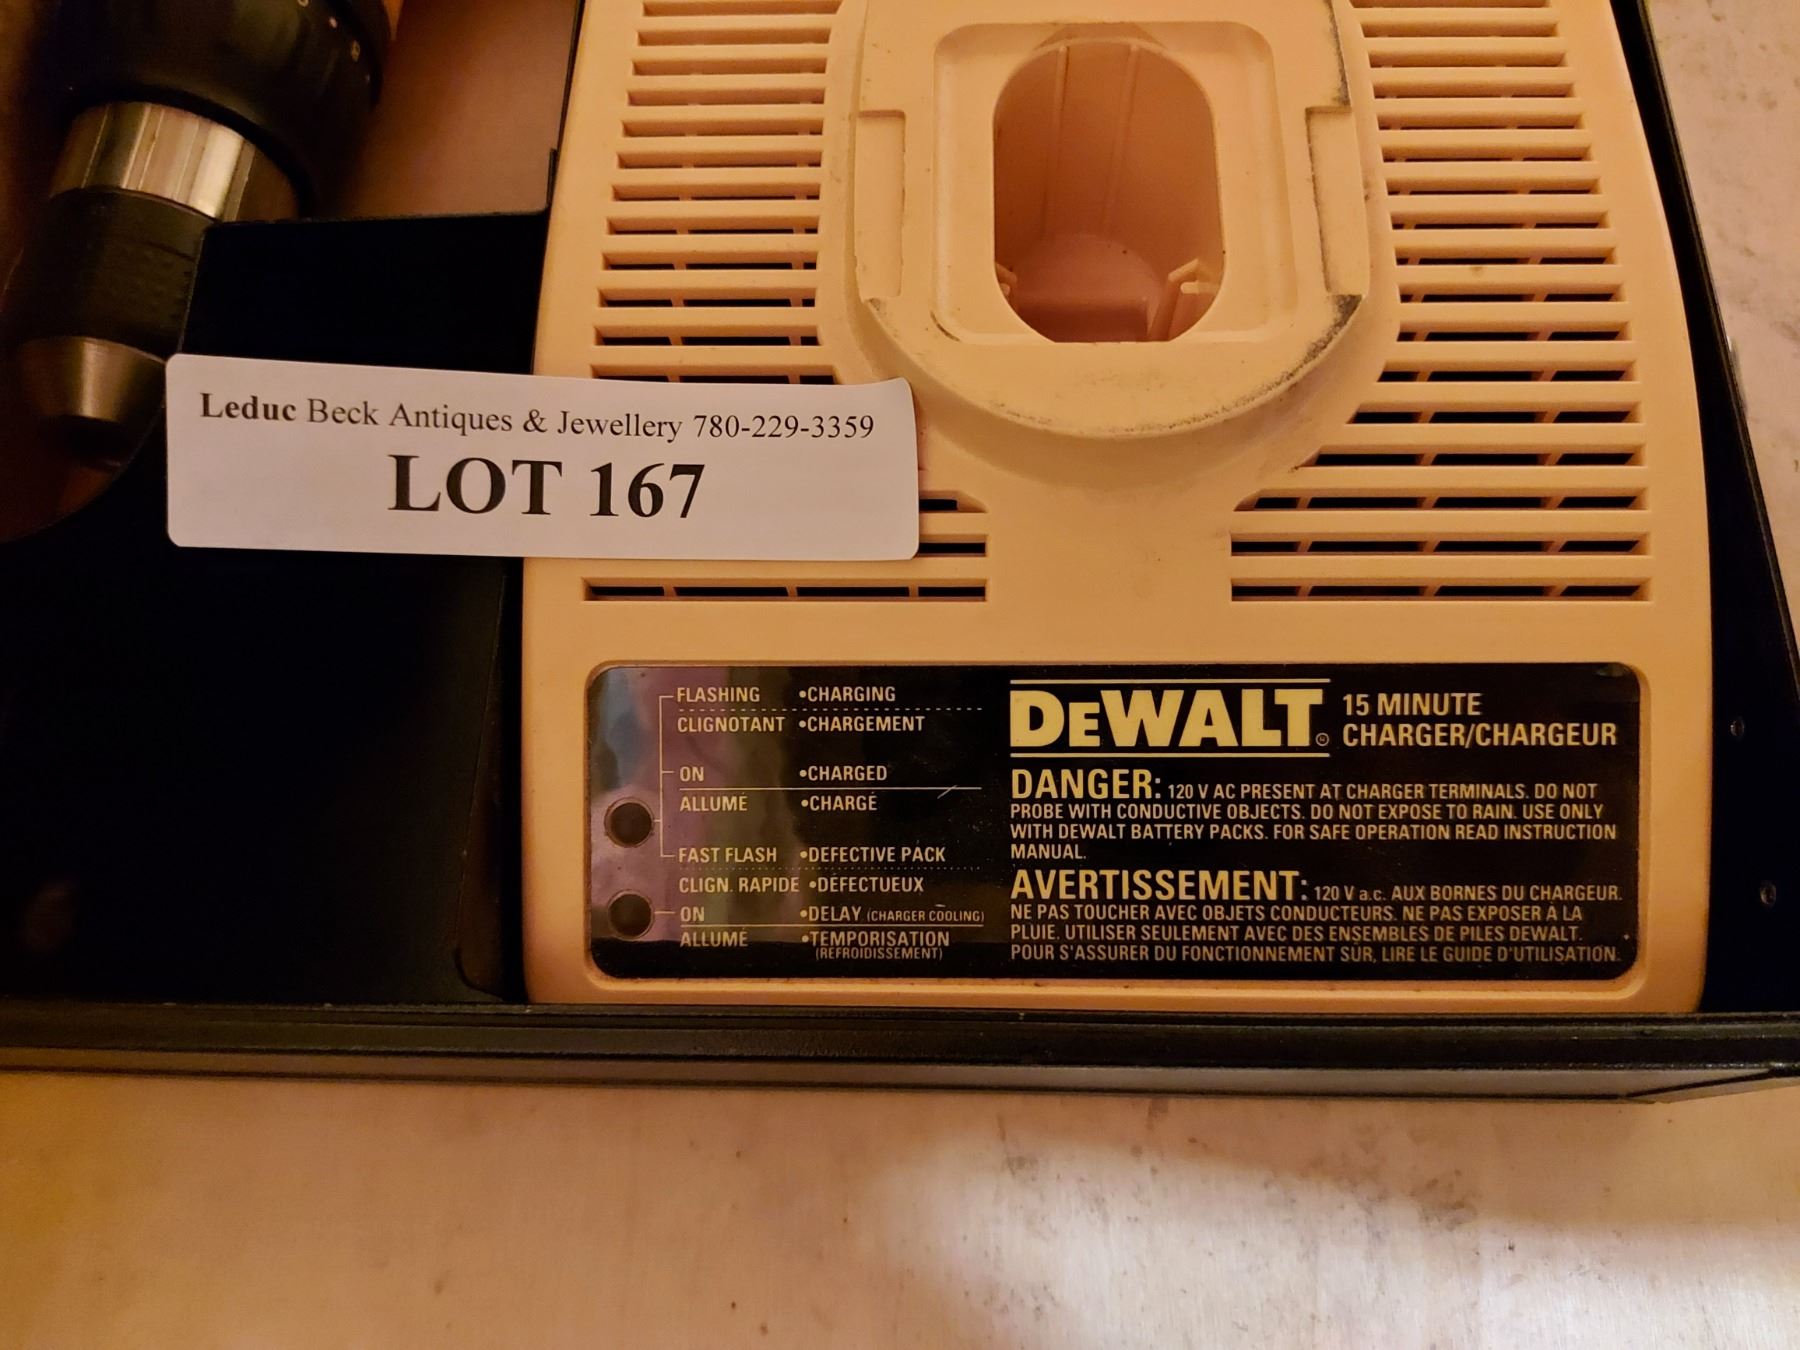 Leduc Beck Antiques & Jewellery 780-229-3359
LOT 167
FLASHING •CHARGING
CLIGNOTANT •CHARGEMENT
ON •CHARGED
ALLUMÉ •CHARGÉ
FAST FLASH •DEFECTIVE PACK
CLIGN. RAPIDE •DÉFECTUEUX
ON •DELAY (CHARGER COOLING)
ALLUMÉ •TEMPORISATION
(REFROIDISSEMENT)
DEWALT® 15 MINUTE
CHARGER/CHARGEUR
DANGER: 120 V AC PRESENT AT CHARGER TERMINALS. DO NOT
PROBE WITH CONDUCTIVE OBJECTS. DO NOT EXPOSE TO RAIN. USE ONLY
WITH DEWALT BATTERY PACKS. FOR SAFE OPERATION READ INSTRUCTION
MANUAL.
AVERTISSEMENT: 120 V a.c. AUX BORNES DU CHARGEUR.
NE PAS TOUCHER AVEC OBJETS CONDUCTEURS. NE PAS EXPOSER À LA
PLUIE. UTILISER SEULEMENT AVEC DES ENSEMBLES DE PILES DEWALT.
POUR S'ASSURER DU FONCTIONNEMENT SÛR, LIRE LE GUIDE D'UTILISATION.